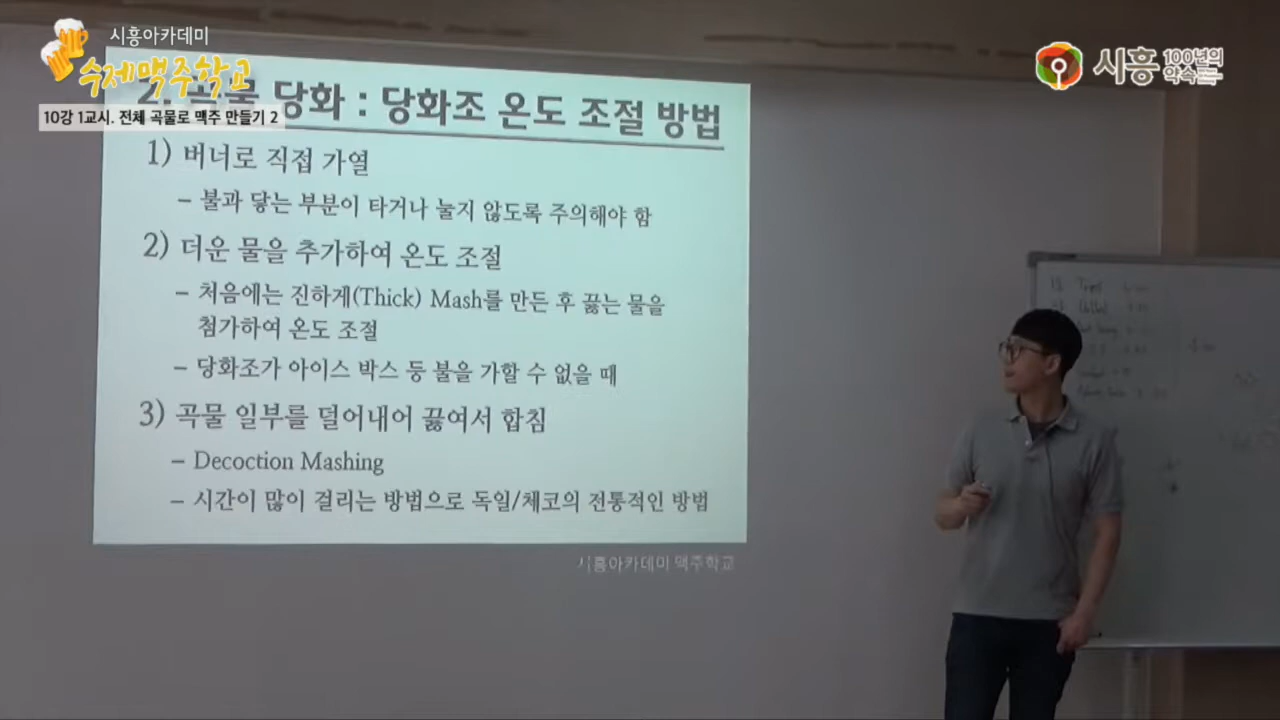 시흥아카데미
수제맥주학교
10강 1교시. 전체 곡물로 맥주 만들기 2
시흥 100년의 약속
2. 곡물 당화 : 당화조 온도 조절 방법
1) 버너로 직접 가열
– 불과 닿는 부분이 타거나 눌지 않도록 주의해야 함
2) 더운 물을 추가하여 온도 조절
– 처음에는 진하게(Thick) Mash를 만든 후 끓는 물을
첨가하여 온도 조절
– 당화조가 아이스 박스 등 불을 가할 수 없을 때
3) 곡물 일부를 덜어내어 끓여서 합침
– Decoction Mashing
– 시간이 많이 걸리는 방법으로 독일/체코의 전통적인 방법
시흥아카데미 맥주학교